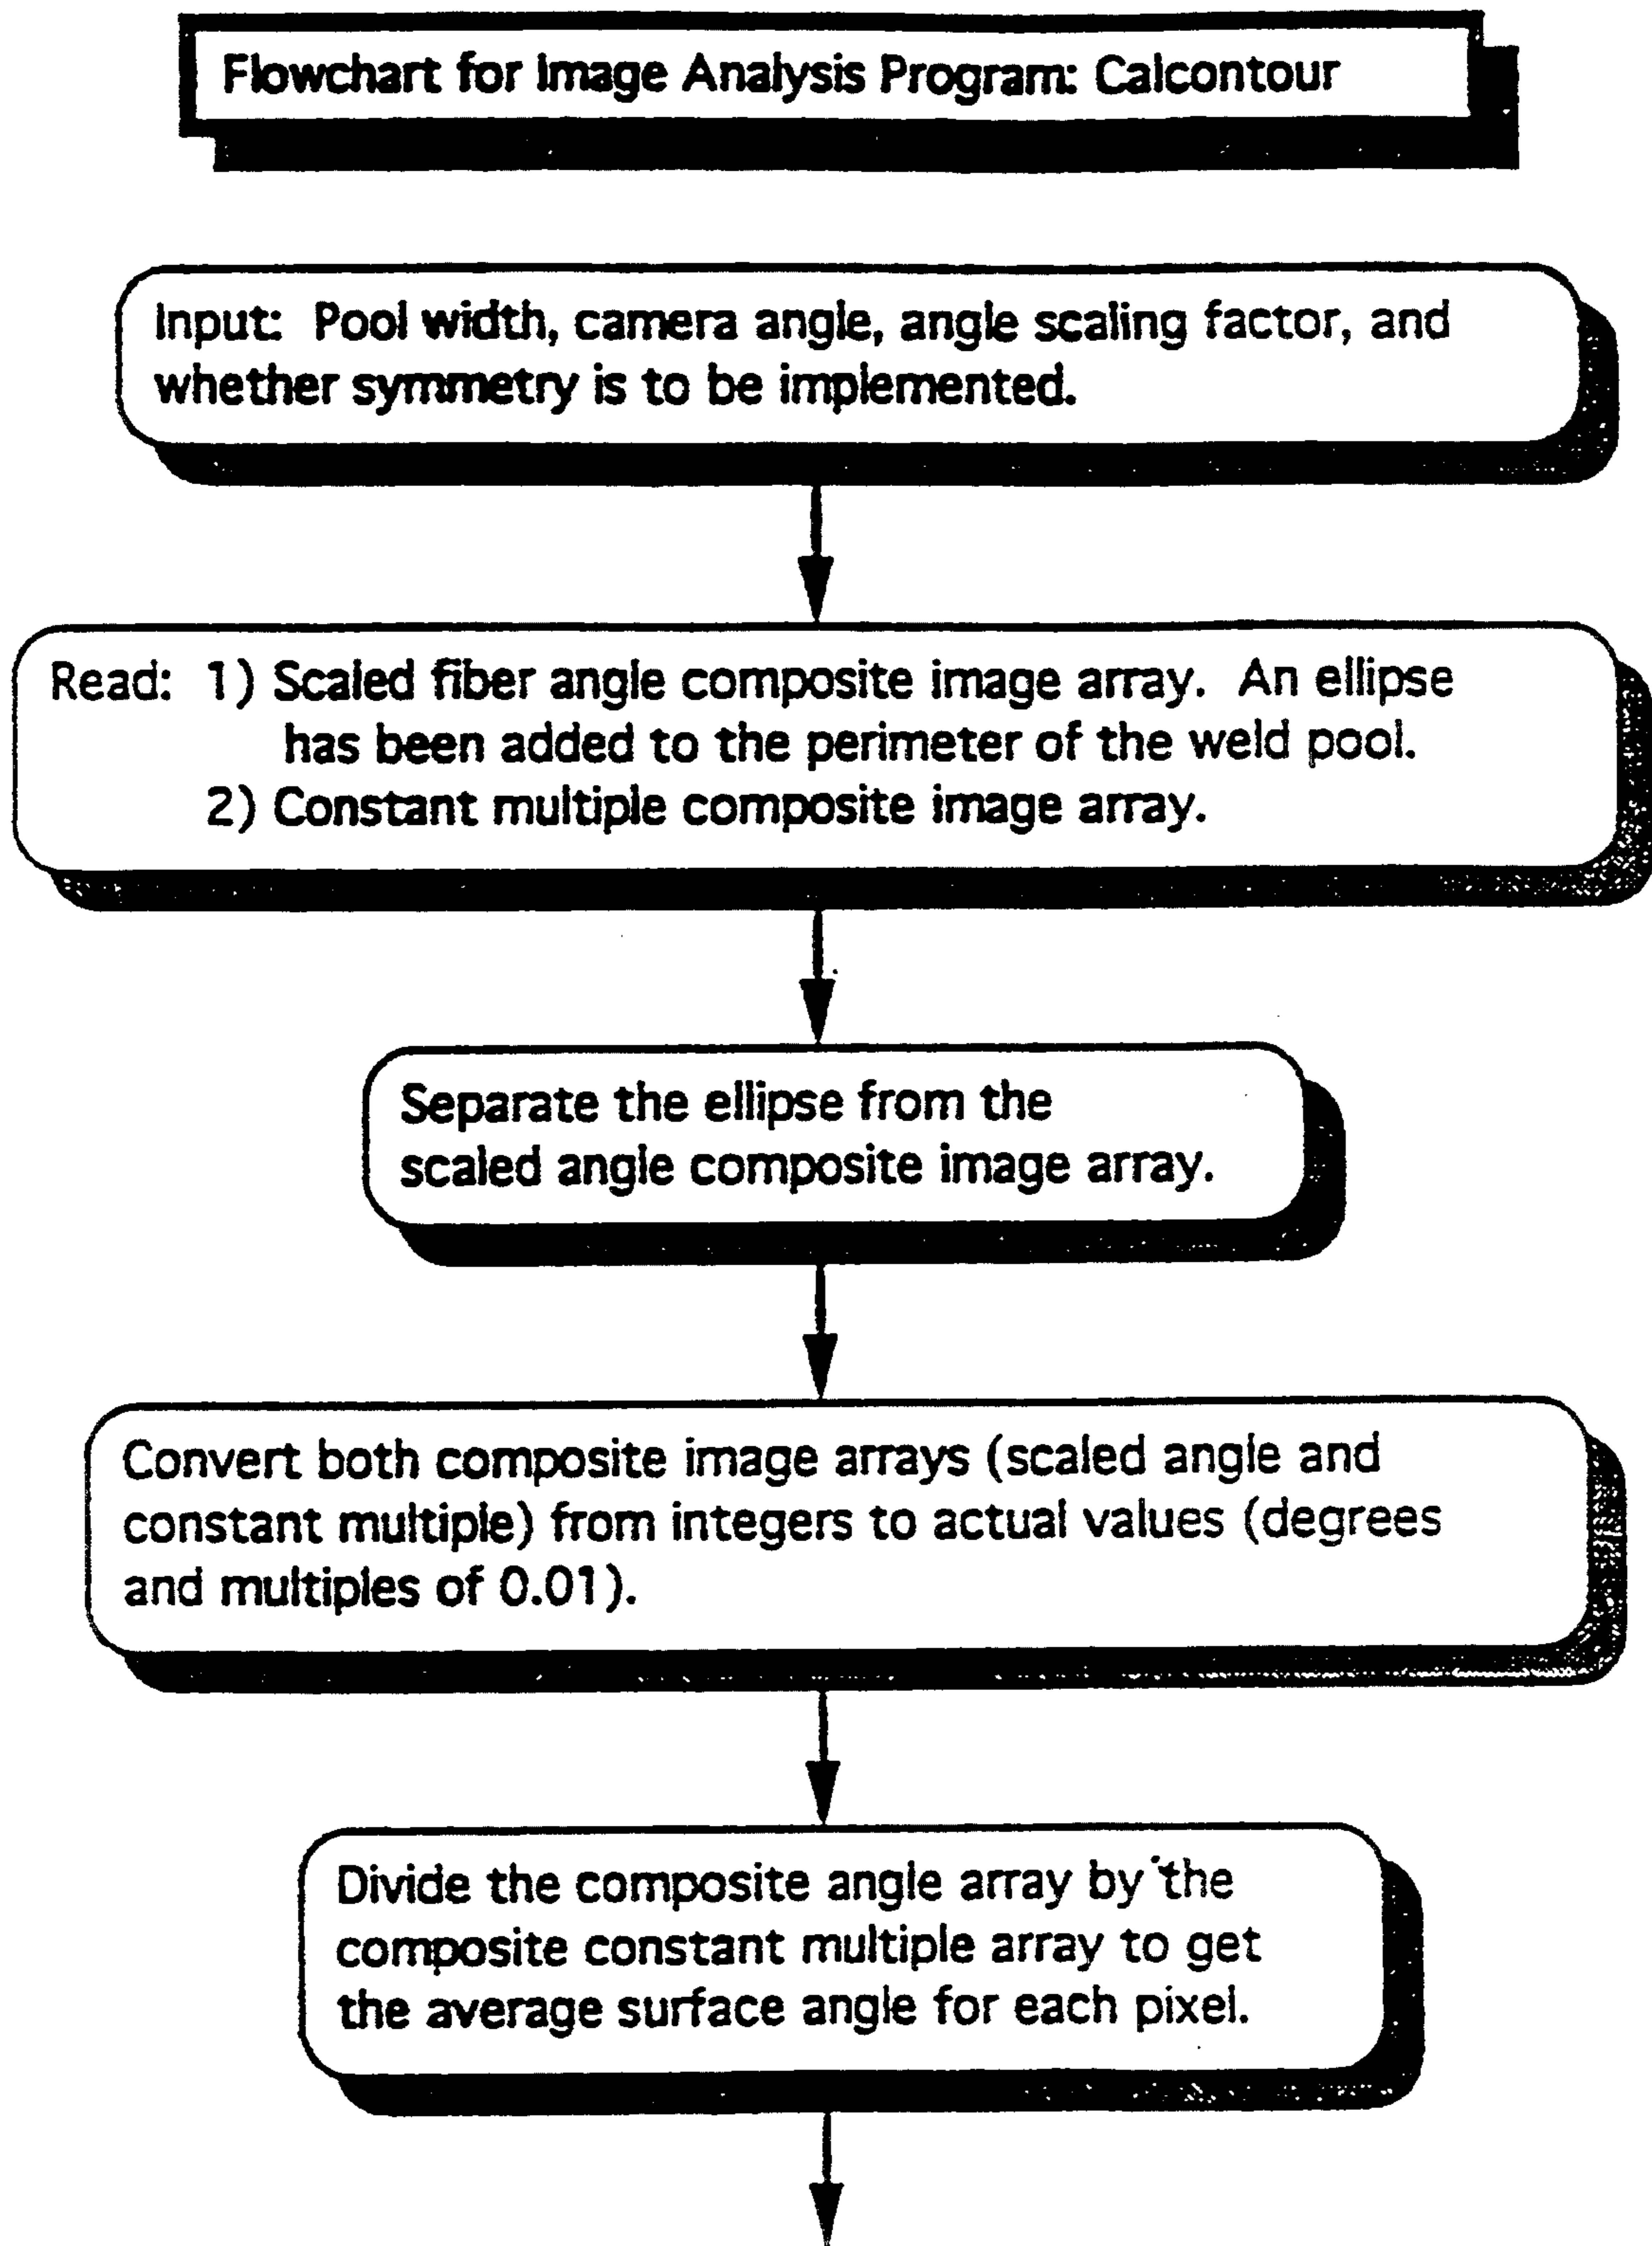 Flowchart for Image Analysis Program: Calcontour
Input: Pool width, camera angle, angle scaling factor, and
whether symmetry is to be implemented.
Read: 1) Scaled fiber angle composite image array. An ellipse
has been added to the perimeter of the weld pool.
2) Constant multiple composite image array.
Separate the ellipse from the
scaled angle composite image array.
Convert both composite image arrays (scaled angle and
constant multiple) from integers to actual values (degrees
and multiples of 0.01).
Divide the composite angle array by the
composite constant multiple array to get
the average surface angle for each pixel.